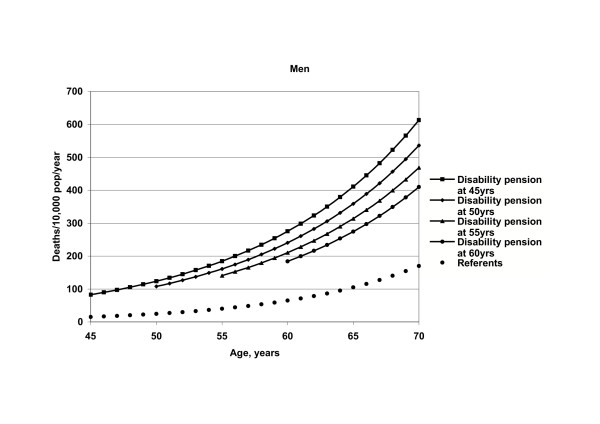 Men
700
600
500
400
300
200
100
0
Deaths/10,000 pop/year
45 50 55 60 65 70
Age, years
Disability pension
at 45yrs
Disability pension
at 50yrs
Disability pension
at 55yrs
Disability pension
at 60yrs
Referents